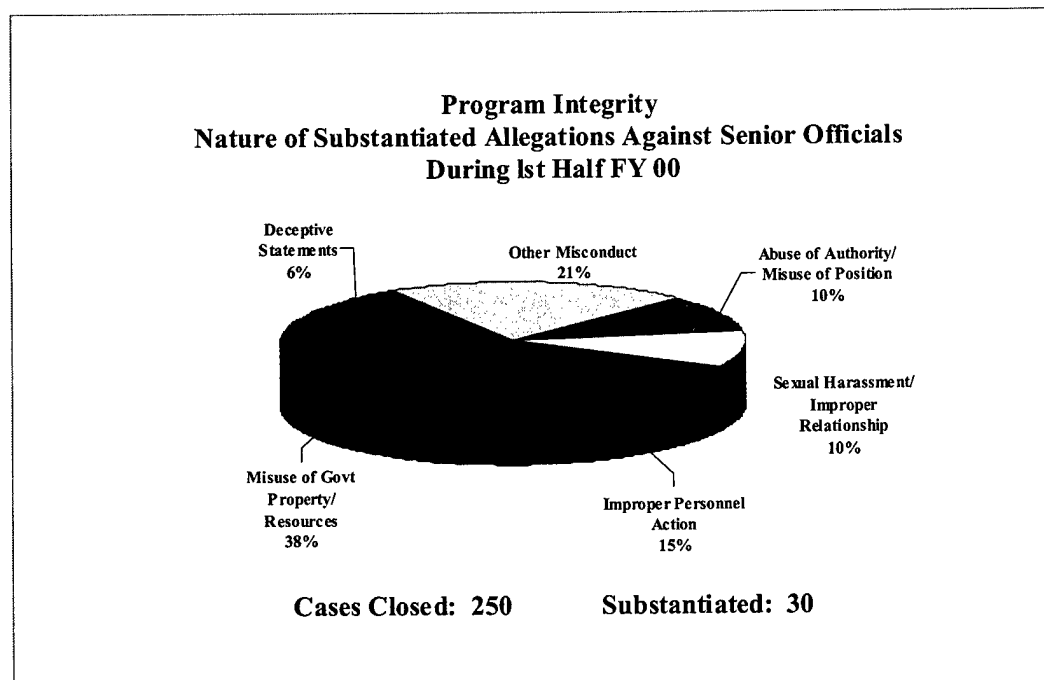 Program Integrity
Nature of Substantiated Allegations Against Senior Officials
During lst Half FY 00
Deceptive
Statements
6%
Other Misconduct
21%
Abuse of Authority/
Misuse of Position
10%
Sexual Harassment/
Improper
Relationship
10%
Misuse of Govt
Property/
Resources
38%
Improper Personnel
Action
15%
Cases Closed: 250 Substantiated: 30